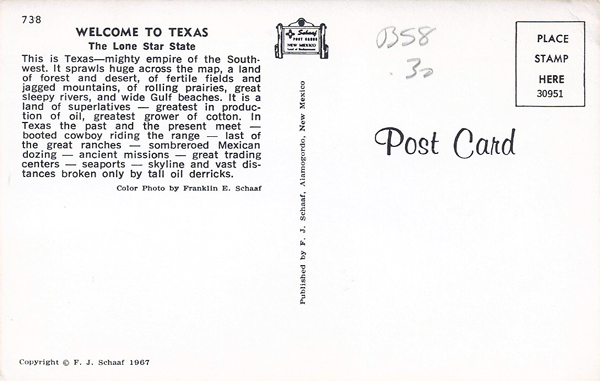 738
WELCOME TO TEXAS
The Lone Star State
This is Texas—mighty empire of the South-
west. It sprawls huge across the map, a land
of forest and desert, of fertile fields and
jagged mountains, of rolling prairies, great
sleepy rivers, and wide Gulf beaches. It is a
land of superlatives — greatest in produc-
tion of oil, greatest grower of cotton. In
Texas the past and the present meet —
booted cowboy riding the range — last of
the great ranches — sombreroed Mexican
dozing — ancient missions — great trading
centers — seaports — skyline and vast dis-
tances broken only by tall oil derricks.
Color Photo by Franklin E. Schaaf
Copyright © F. J. Schaaf 1967
Schaaf
POST CARDS
NEW MEXICO
Land of Enchantment
Published by F. J. Schaaf, Alamogordo, New Mexico
B58
.30
Post Card
PLACE
STAMP
HERE
30951